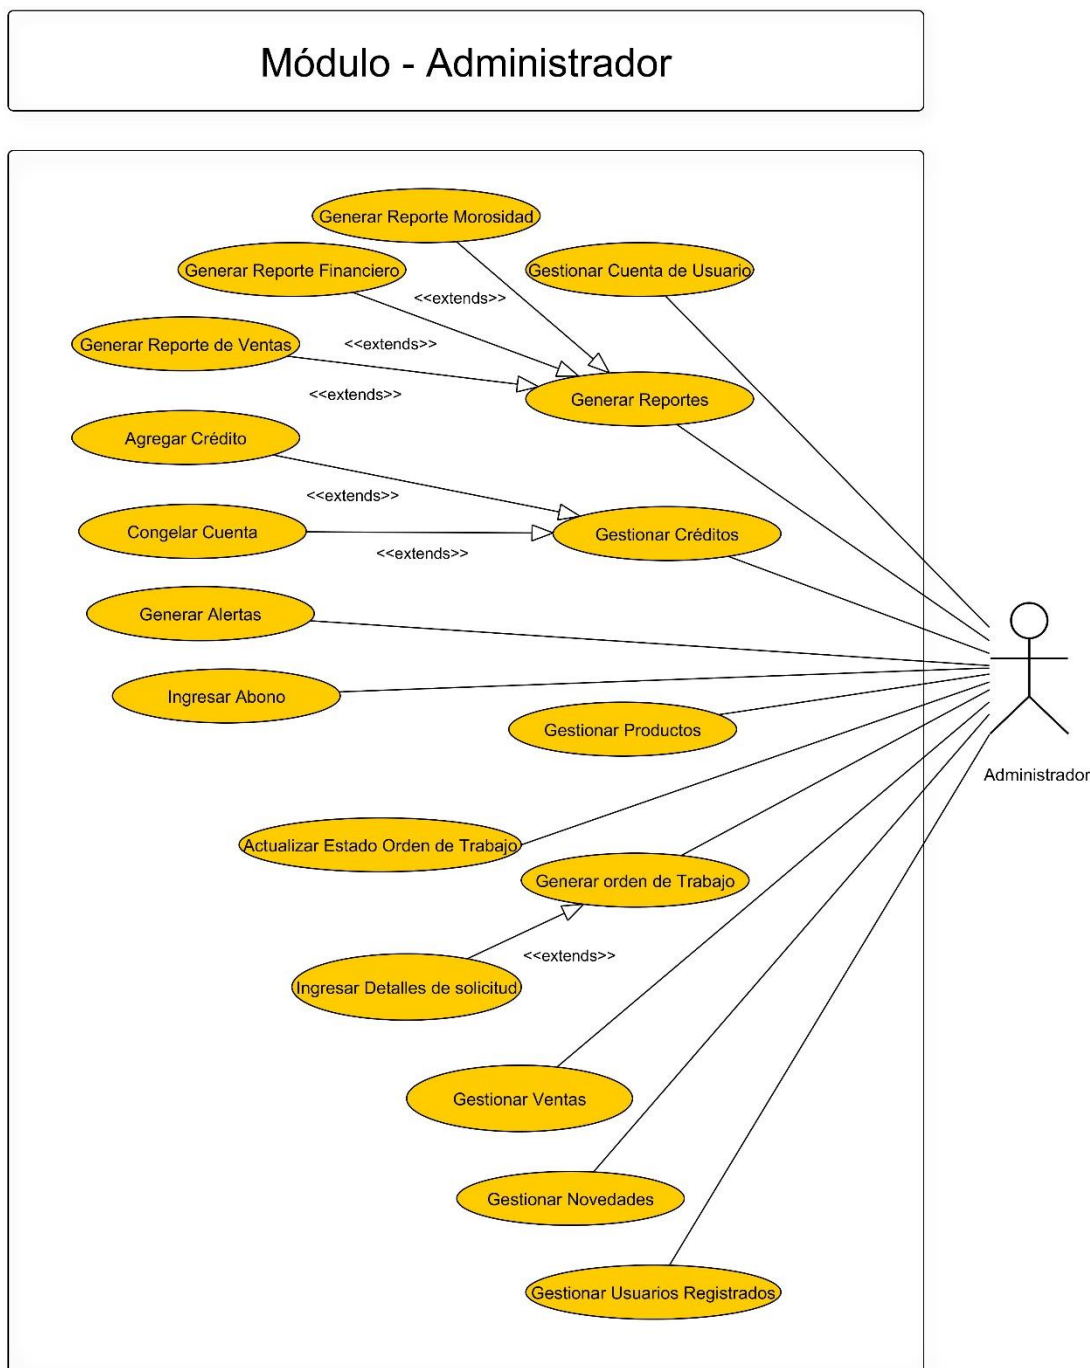 Módulo - Administrador
Generar Reporte Morosidad
Generar Reporte Financiero
Gestionar Cuenta de Usuario
<<extends>>
Generar Reporte de Ventas
<<extends>>
<<extends>>
Generar Reportes
Agregar Crédito
<<extends>>
Congelar Cuenta
Gestionar Créditos
<<extends>>
Generar Alertas
Ingresar Abono
Gestionar Productos
Administrador
Actualizar Estado Orden de Trabajo
Generar orden de Trabajo
<<extends>>
Ingresar Detalles de solicitud
Gestionar Ventas
Gestionar Novedades
Gestionar Usuarios Registrados